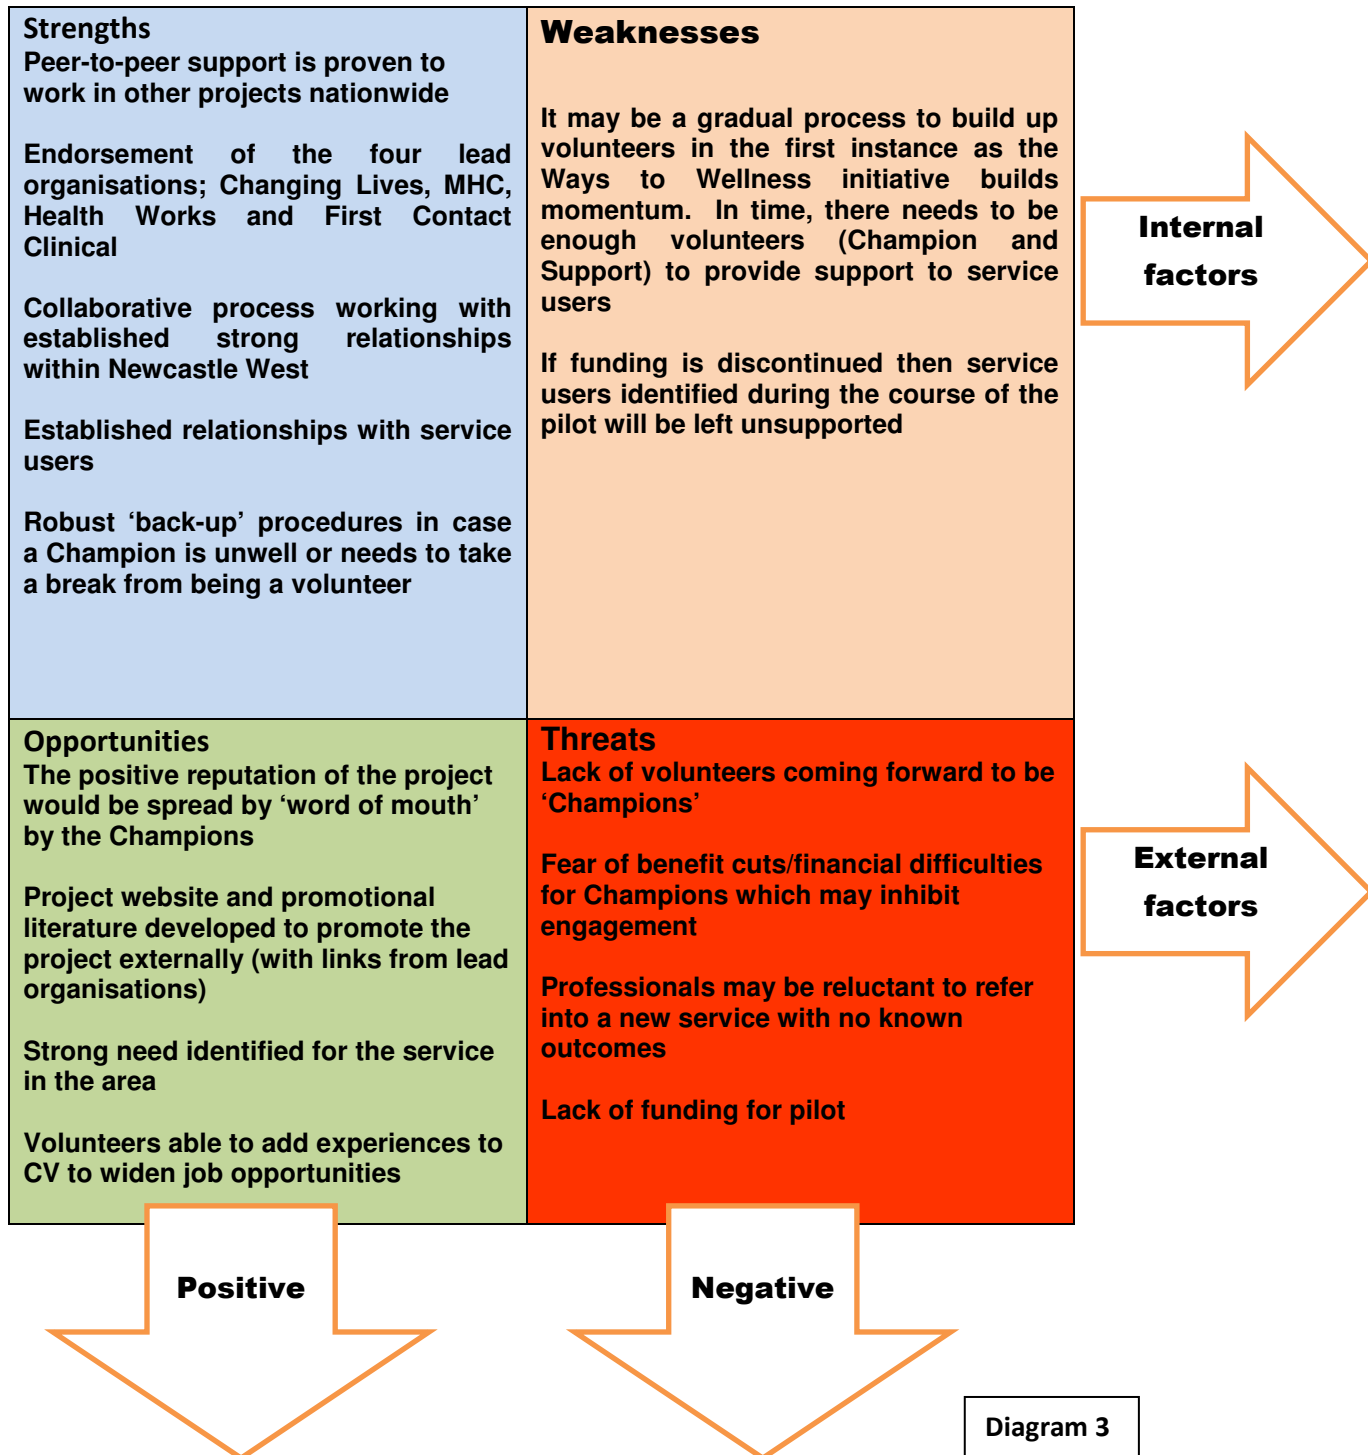 Strengths
Peer-to-peer support is proven to
work in other projects nationwide
Endorsement of the four lead
organisations; Changing Lives, MHC,
Health Works and First Contact
Clinical
Collaborative process working with
established strong relationships
within Newcastle West
Established relationships with service
users
Robust ‘back-up’ procedures in case
a Champion is unwell or needs to take
a break from being a volunteer
Weaknesses
It may be a gradual process to build up
volunteers in the first instance as the
Ways to Wellness initiative builds
momentum. In time, there needs to be
enough volunteers (Champion and
Support) to provide support to service
users
If funding is discontinued then service
users identified during the course of the
pilot will be left unsupported
Internal
factors
Opportunities
The positive reputation of the project
would be spread by ‘word of mouth’
by the Champions
Project website and promotional
literature developed to promote the
project externally (with links from lead
organisations)
Strong need identified for the service
in the area
Volunteers able to add experiences to
CV to widen job opportunities
Threats
Lack of volunteers coming forward to be
‘Champions’
Fear of benefit cuts/financial difficulties
for Champions which may inhibit
engagement
Professionals may be reluctant to refer
into a new service with no known
outcomes
Lack of funding for pilot
External
factors
Positive
Negative
Diagram 3